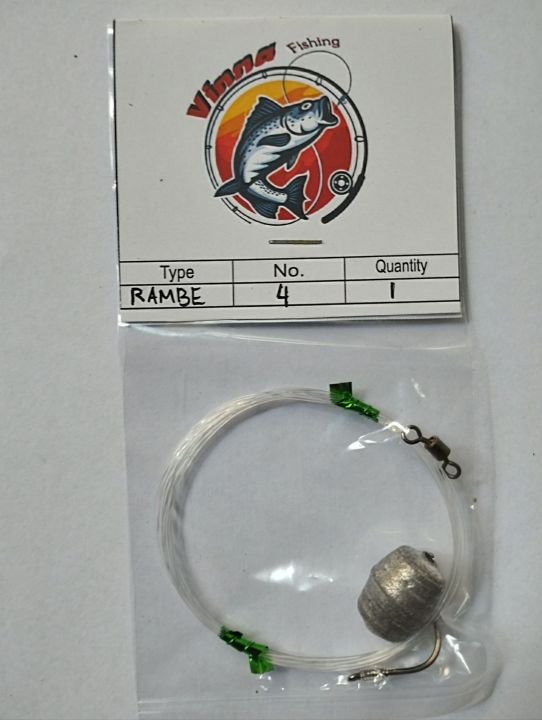 Vinna Fishing
Type No. Quantity
RAMBE 4 1